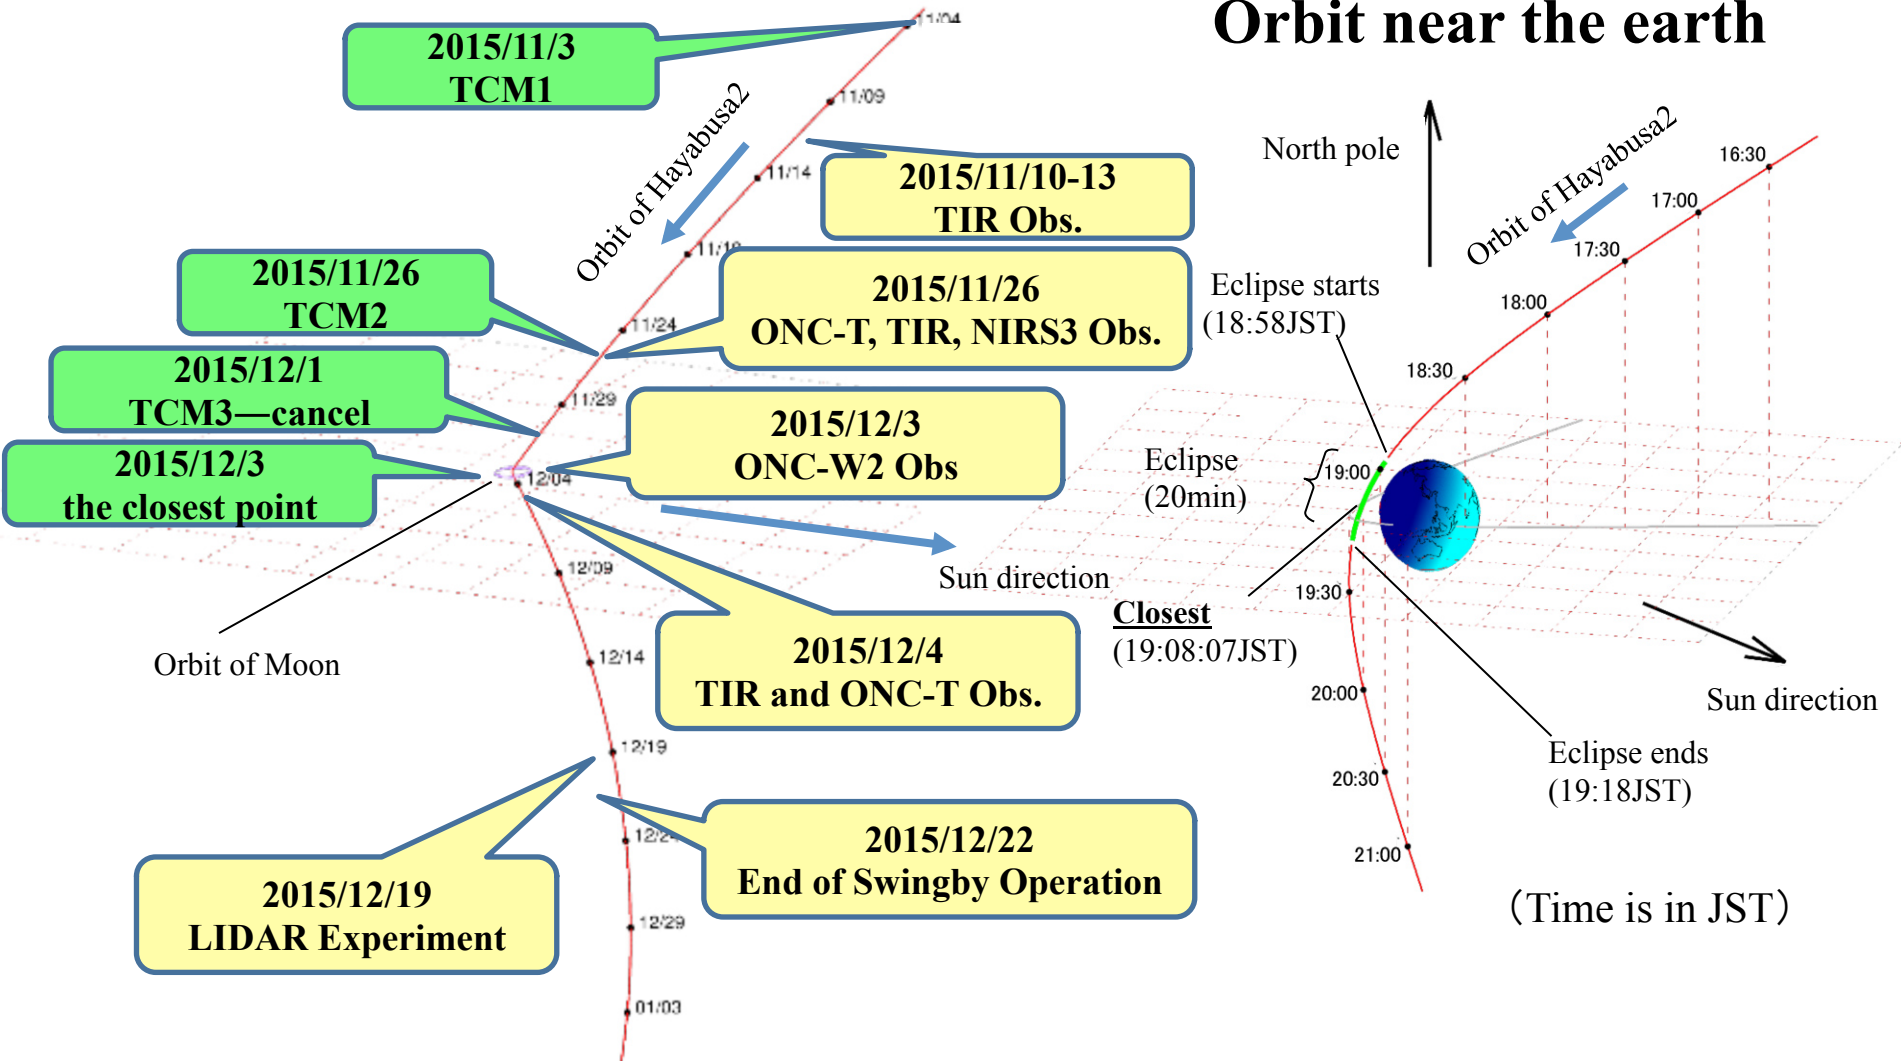 Orbit near the earth
2015/11/3
TCM1
11/04
11/09
Orbit of Hayabusa2
11/14
2015/11/10-13
TIR Obs.
11/19
2015/11/26
TCM2
2015/11/26
ONC-T, TIR, NIRS3 Obs.
11/24
2015/12/1
TCM3—cancel
11/29
2015/12/3
ONC-W2 Obs
2015/12/3
the closest point
12/04
Sun direction
12/09
Orbit of Moon
12/14
2015/12/4
TIR and ONC-T Obs.
12/19
2015/12/22
End of Swingby Operation
12/24
2015/12/19
LIDAR Experiment
12/29
01/03
North pole
Orbit of Hayabusa2
16:30
17:00
17:30
18:00
Eclipse starts
(18:58JST)
18:30
Eclipse
(20min)
19:00
Closest
(19:08:07JST)
19:30
20:00
Sun direction
Eclipse ends
(19:18JST)
20:30
21:00
（Time is in JST）